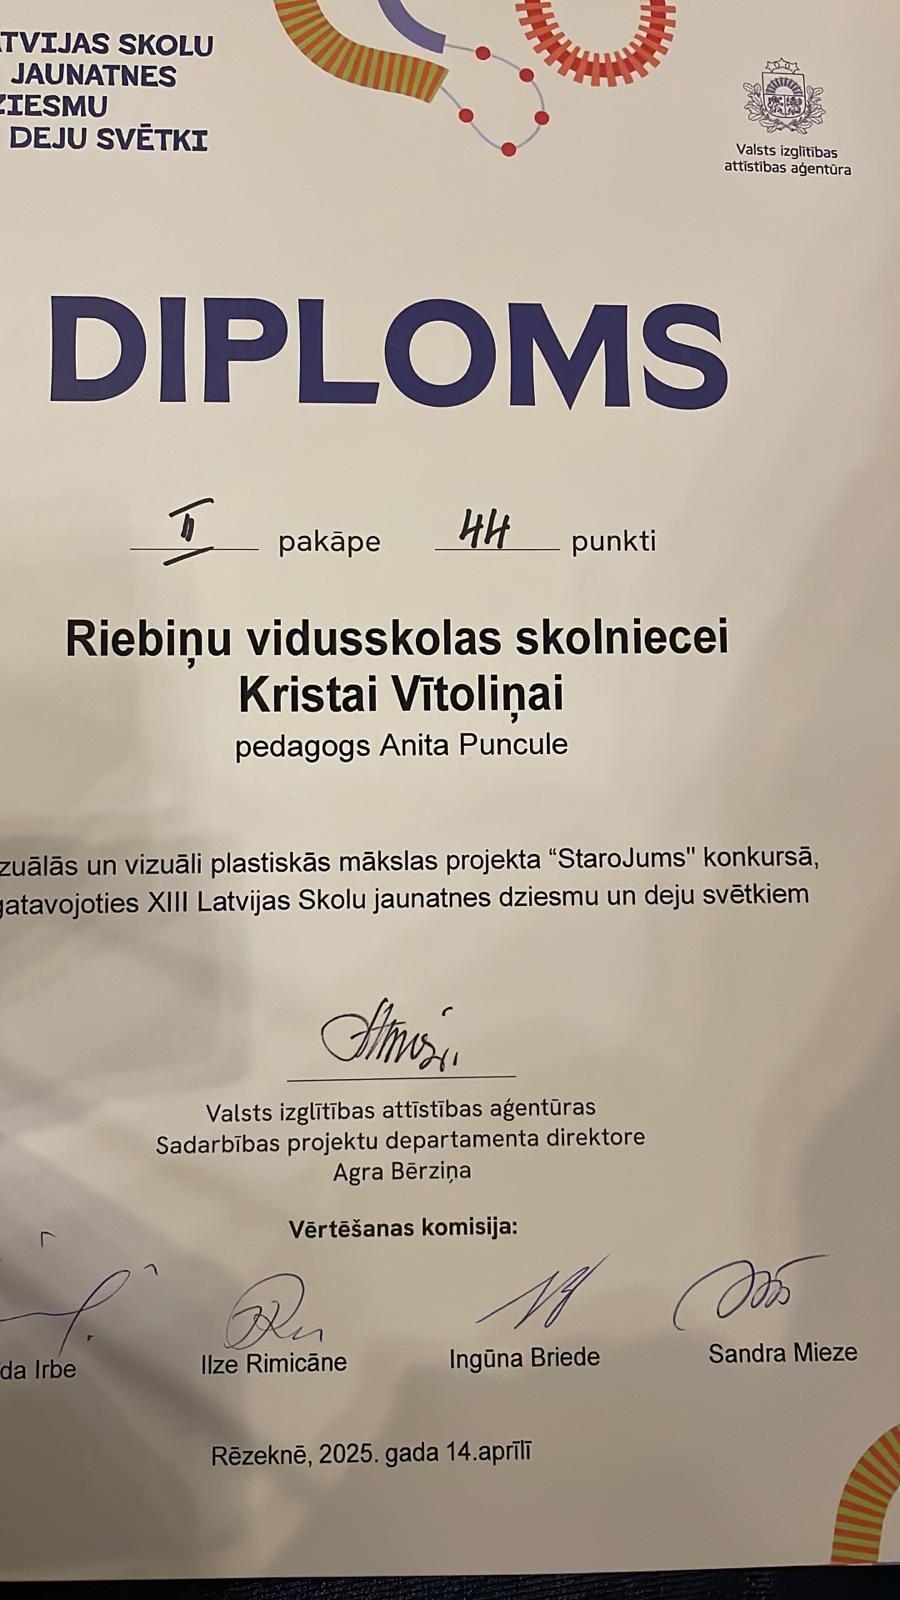 TVIJAS SKOLU
JAUNATNES
ZIESMU
DEJU SVĒTKI
Valsts izglītības
attīstības aģentūra
DIPLOMS
II pakāpe 44 punkti
Riebiņu vidusskolas skolniecei
Kristai Vītoliņai
pedagogs Anita Puncule
zuālās un vizuāli plastiskās mākslas projekta “StaroJums" konkursā,
gatavojoties XIII Latvijas Skolu jaunatnes dziesmu un deju svētkiem
Valsts izglītības attīstības aģentūras
Sadarbības projektu departamenta direktore
Agra Bērziņa
Vērtēšanas komisija:
da Irbe Ilze Rimicāne Ingūna Briede Sandra Mieze
Rēzeknē, 2025. gada 14.aprīlī